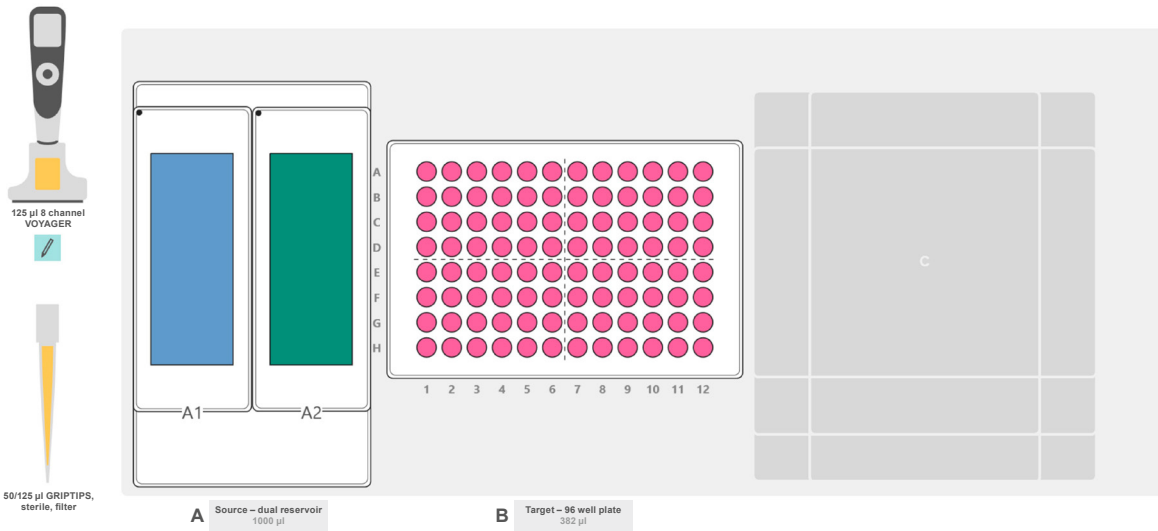 125 µl 8 channel
VOYAGER
50/125 µl GRIPTIPS,
sterile, filter
A1
A2
A
B
C
D
E
F
G
H
1 2 3 4 5 6 7 8 9 10 11 12
C
A
Source – dual reservoir
1000 µl
B
Target – 96 well plate
382 µl